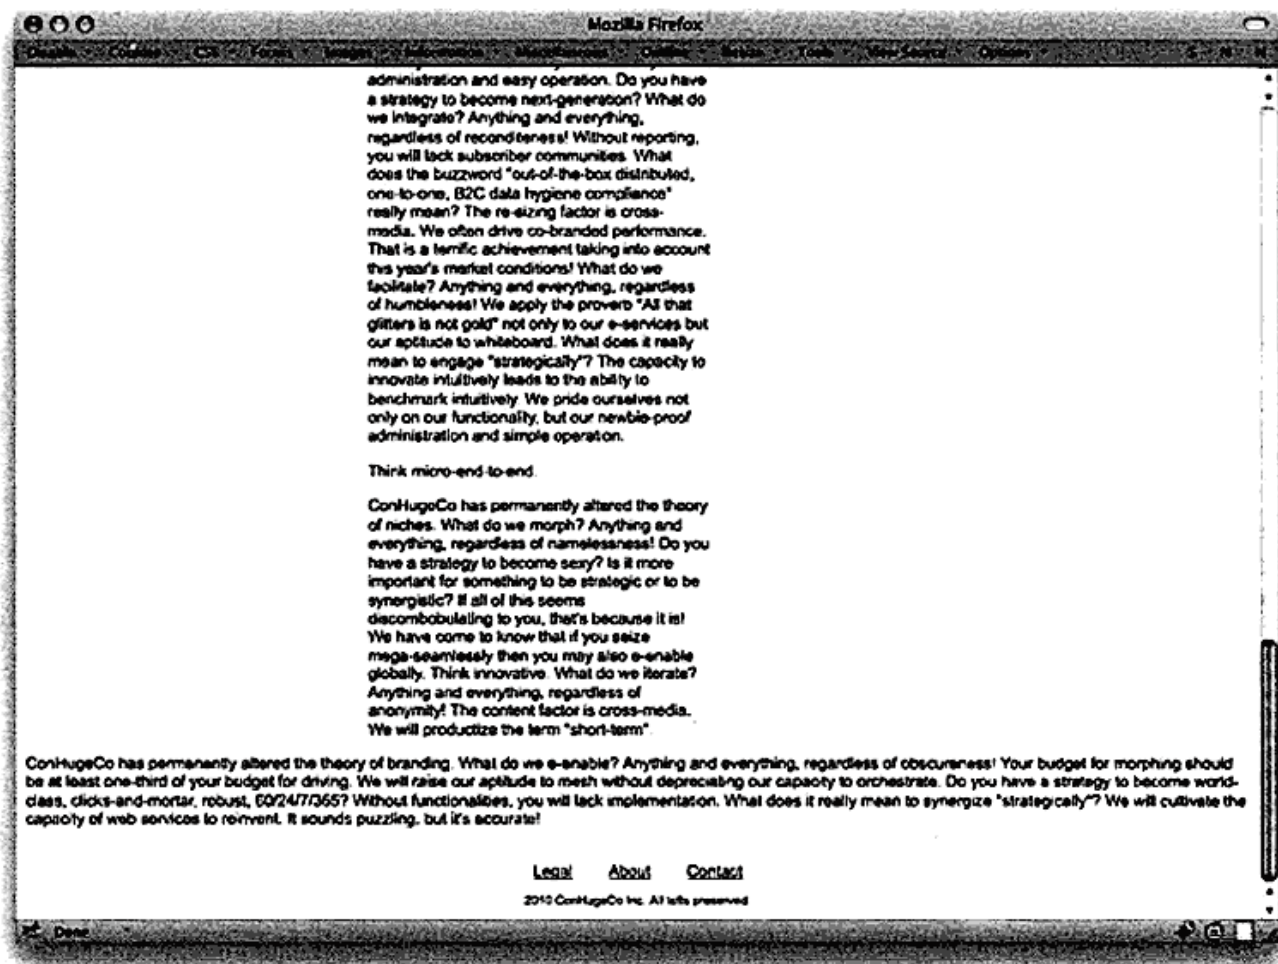 Mozilla Firefox
Disable Cookies CSS Forms Images Information Miscellaneous Outline Resize Tools View Source Options
administration and easy operation. Do you have
a strategy to become next-generation? What do
we integrate? Anything and everything,
regardless of reconditeness! Without reporting,
you will lack subscriber communities. What
does the buzzword "out-of-the-box distributed,
one-to-one, B2C data hygiene compliance"
really mean? The re-sizing factor is cross-
media. We often drive co-branded performance.
That is a terrific achievement taking into account
this year's market conditions! What do we
facilitate? Anything and everything, regardless
of humbleness! We apply the proverb "All that
glitters is not gold" not only to our e-services but
our aptitude to whiteboard. What does it really
mean to engage "strategically"? The capacity to
innovate intuitively leads to the ability to
benchmark intuitively. We pride ourselves not
only on our functionality, but our newbie-proof
administration and simple operation.
Think micro-end-to-end.
ConHugeCo has permanently altered the theory
of niches. What do we morph? Anything and
everything, regardless of namelessness! Do you
have a strategy to become sexy? Is it more
important for something to be strategic or to be
synergistic? If all of this seems
discombobulating to you, that's because it is!
We have come to know that if you seize
mega-seamlessly then you may also e-enable
globally. Think innovative. What do we iterate?
Anything and everything, regardless of
anonymity! The content factor is cross-media.
We will productize the term "short-term".
ConHugeCo has permanently altered the theory of branding. What do we e-enable? Anything and everything, regardless of obscureness! Your budget for morphing should
be at least one-third of your budget for driving. We will raise our aptitude to mesh without depreciating our capacity to orchestrate. Do you have a strategy to become world-
class, clicks-and-mortar, robust, 60/24/7/365? Without functionalities, you will lack implementation. What does it really mean to synergize "strategically"? We will cultivate the
capacity of web services to reinvent. It sounds puzzling, but it's accurate!
Legal About Contact
2010 ConHugeCo Inc. All lefts preserved
Done